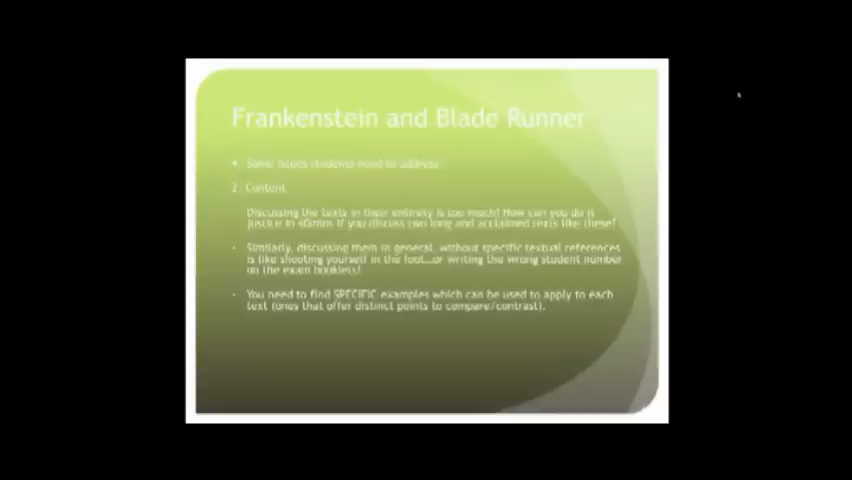 Frankenstein and Blade Runner
• Some issues students need to address
2. Content
Discussing the texts in their entirety is too much! How can you do it
justice in 40mins if you discuss two long and acclaimed texts like these!
- Similarly, discussing them in general, without specific textual references
is like shooting yourself in the foot...or writing the wrong student number
on the exam booklets!
- You need to find SPECIFIC examples which can be used to apply to each
text (ones that offer distinct points to compare/contrast).